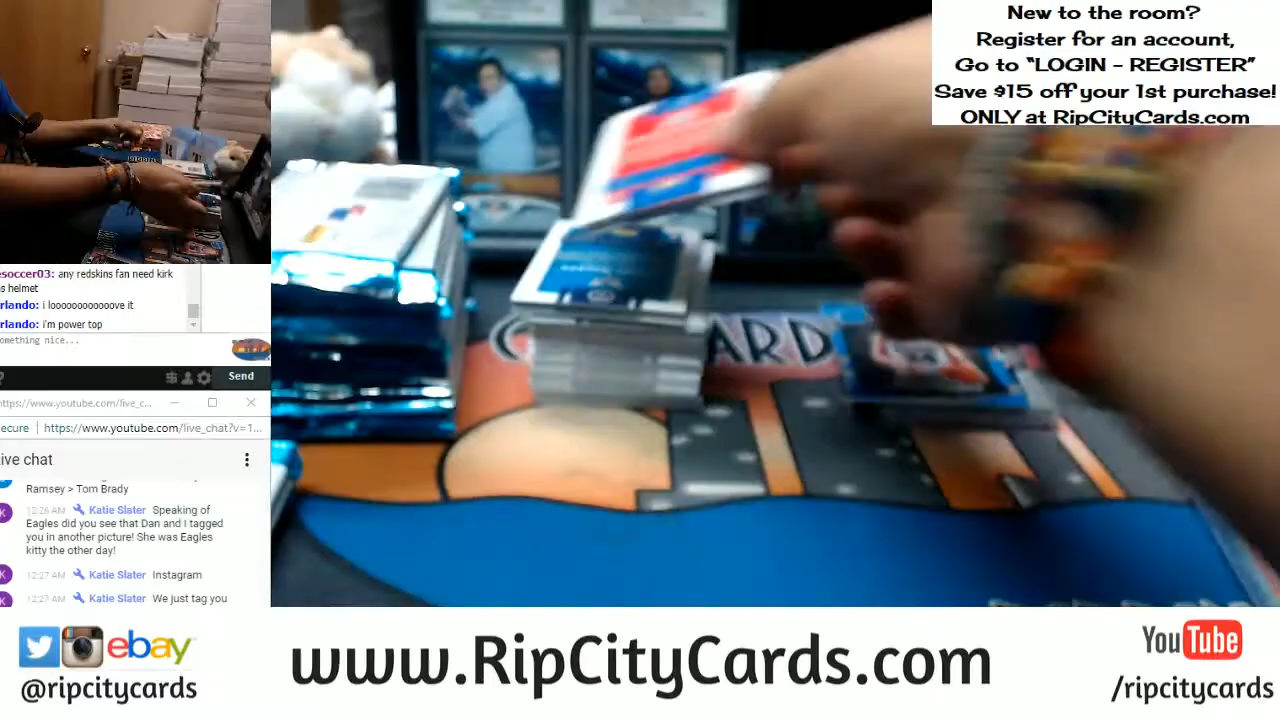 New to the room?
Register for an account,
Go to “LOGIN - REGISTER”
Save $15 off your 1st purchase!
ONLY at RipCityCards.com
esoccer03: any redskins fan need kirk
s helmet
rlando: i looooooooooove it
rlando: i'm power top
omething nice...
Send
https://www.youtube.com/live_c...
ecure https://www.youtube.com/live_chat?v=1...
ive chat
Ramsey > Tom Brady
K 12:26 AM Katie Slater Speaking of
Eagles did you see that Dan and I tagged
you in another picture! She was Eagles
kitty the other day!
K 12:27 AM Katie Slater Instagram
K 12:27 AM Katie Slater We just tag you
ARD
ebay
@ripcitycards
www.RipCityCards.com
YouTube
/ripcitycards